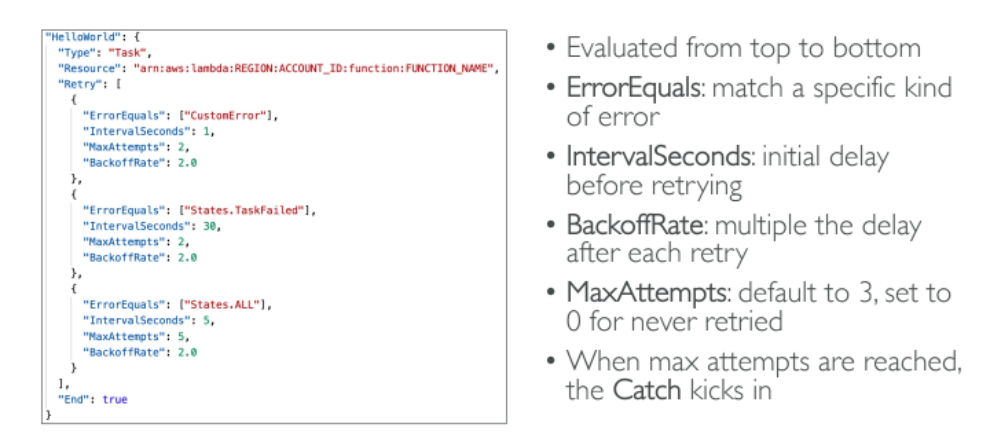 "HelloWorld": {
"Type": "Task",
"Resource": "arn:aws:lambda:REGION:ACCOUNT_ID:function:FUNCTION_NAME",
"Retry": [
{
"ErrorEquals": ["CustomError"],
"IntervalSeconds": 1,
"MaxAttempts": 2,
"BackoffRate": 2.0
},
{
"ErrorEquals": ["States.TaskFailed"],
"IntervalSeconds": 30,
"MaxAttempts": 2,
"BackoffRate": 2.0
},
{
"ErrorEquals": ["States.ALL"],
"IntervalSeconds": 5,
"MaxAttempts": 5,
"BackoffRate": 2.0
}
],
"End": true
}
• Evaluated from top to bottom
• ErrorEquals: match a specific kind
of error
• IntervalSeconds: initial delay
before retrying
• BackoffRate: multiple the delay
after each retry
• MaxAttempts: default to 3, set to
0 for never retried
• When max attempts are reached,
the Catch kicks in